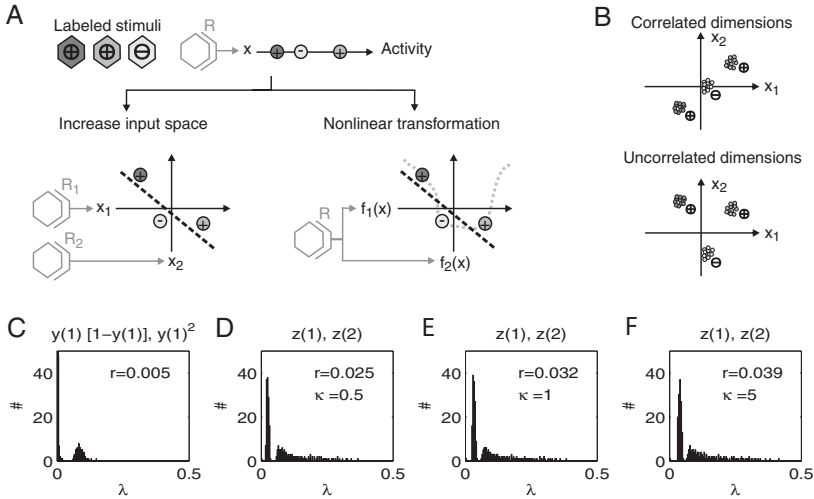 A
Labeled stimuli
R
x
Activity
Increase input space
Nonlinear transformation
R1
x1
R2
x2
R
f1(x)
f2(x)
B
Correlated dimensions
x2
x1
Uncorrelated dimensions
x2
x1
C
y(1) [1−y(1)], y(1)²
r=0.005
#
40
20
0
0
0.5
λ
D
z(1), z(2)
r=0.025
κ =0.5
#
40
20
0
0
0.5
λ
E
z(1), z(2)
r=0.032
κ =1
#
40
20
0
0
0.5
λ
F
z(1), z(2)
r=0.039
κ =5
#
40
20
0
0
0.5
λ